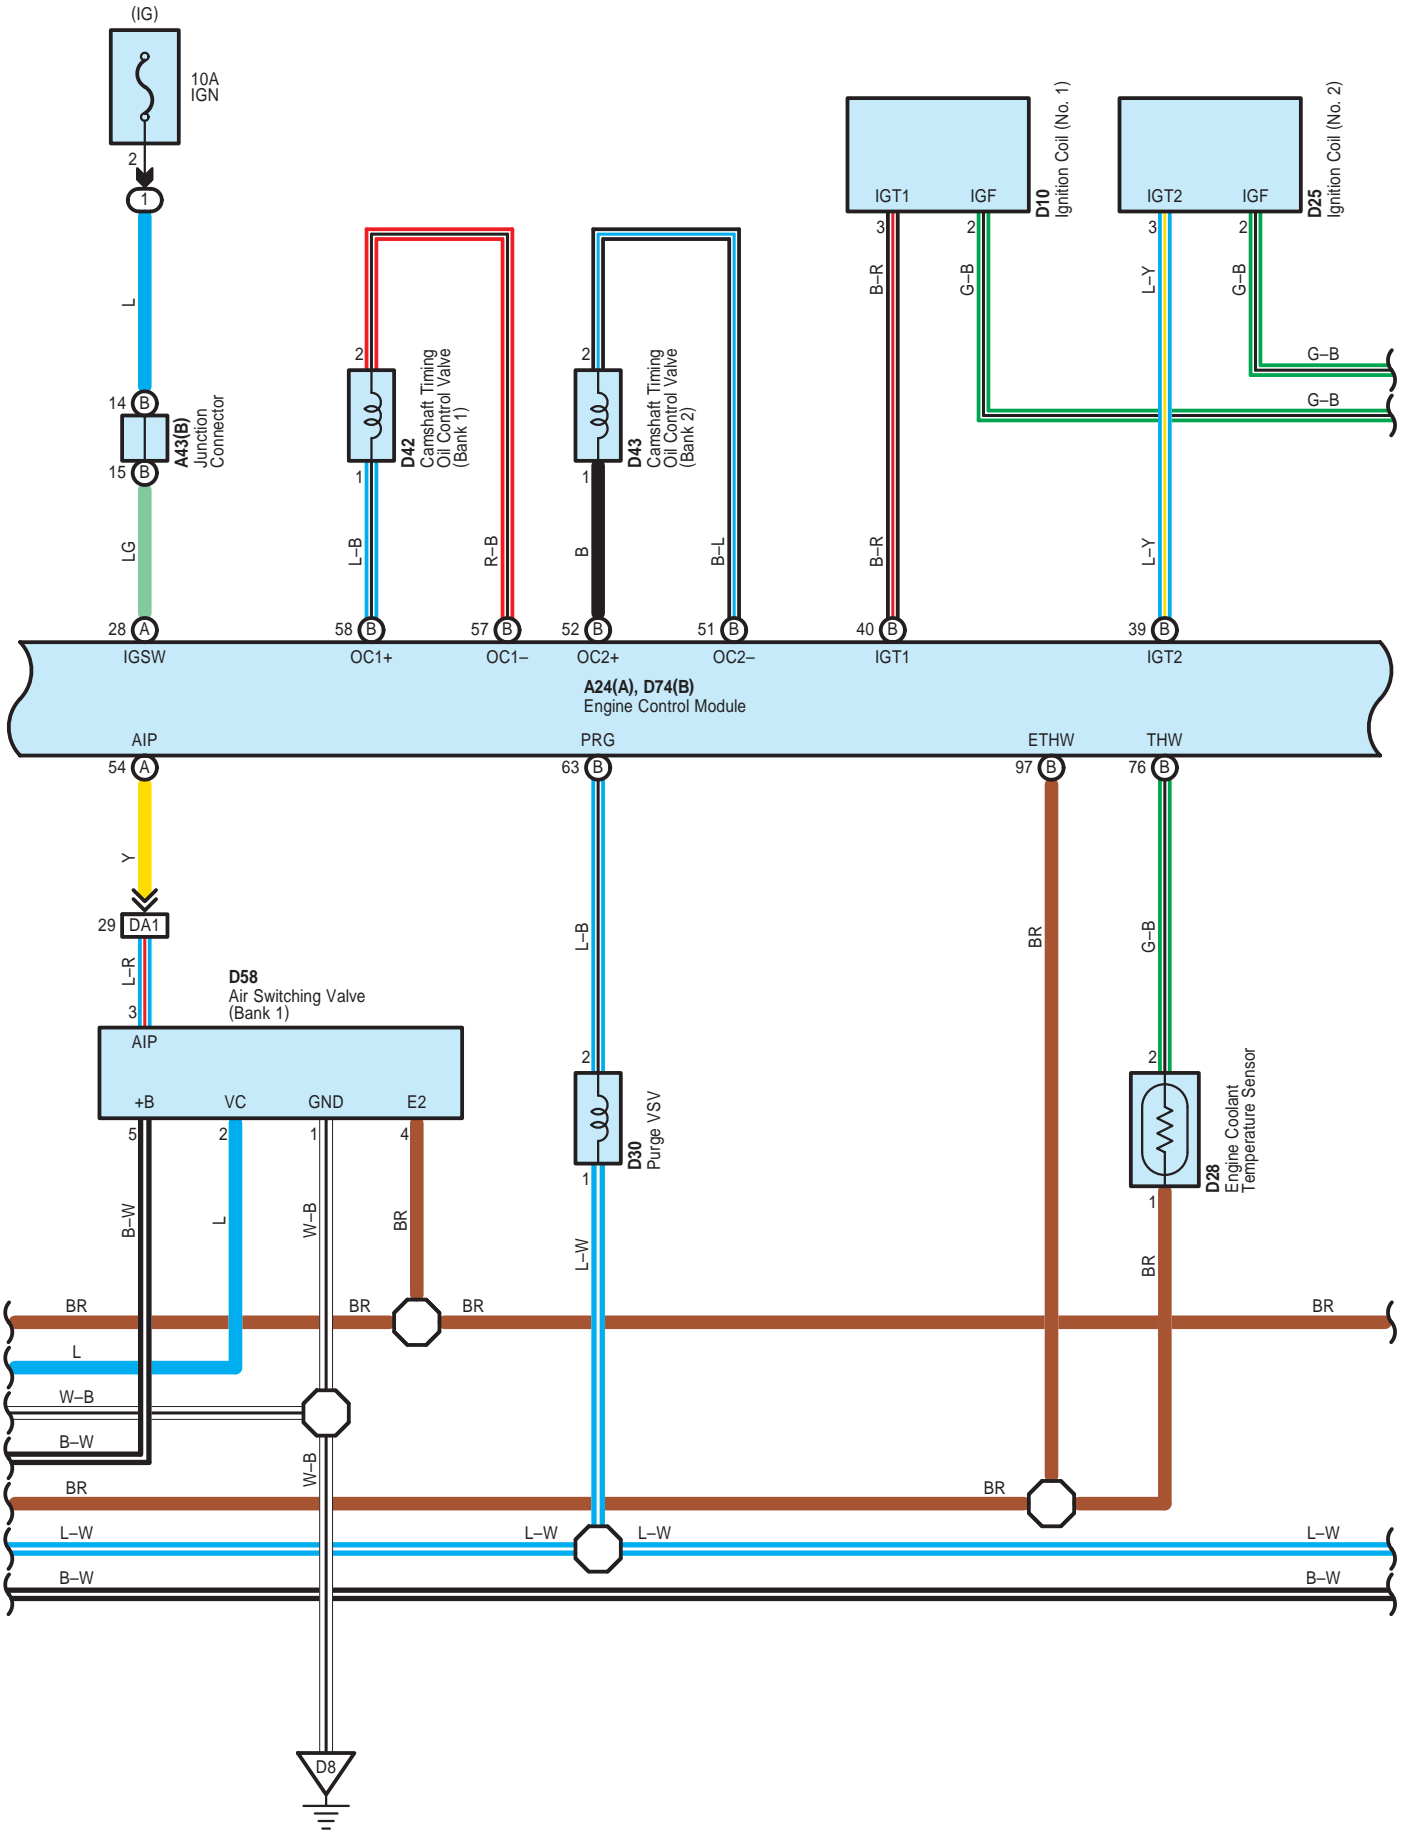 (IG)
10A
IGN
2
1
L
14 B
A43(B)
Junction
Connector
15 B
LG
2
D42
Camshaft Timing
Oil Control Valve
(Bank 1)
1
L–B
R–B
2
D43
Camshaft Timing
Oil Control Valve
(Bank 2)
1
B
B–L
IGT1 IGF
D10
Ignition Coil (No. 1)
3 2
B–R
G–B
B–R
IGT2 IGF
D25
Ignition Coil (No. 2)
3 2
L–Y
G–B
L–Y
G–B
G–B
28 A 58 B 57 B 52 B 51 B 40 B 39 B
IGSW OC1+ OC1– OC2+ OC2– IGT1 IGT2
A24(A), D74(B)
Engine Control Module
AIP PRG ETHW THW
54 A 63 B 97 B 76 B
Y
29 DA1
L–R
3
D58
Air Switching Valve
(Bank 1)
AIP
+B VC GND E2
5 2 1 4
B–W
L
W–B
BR
L–B
2
D30
Purge VSV
1
L–W
BR
G–B
2
D28
Engine Coolant
Temperature Sensor
1
BR
BR BR BR BR
L
W–B
B–W
W–B
BR BR
L–W L–W L–W L–W
B–W B–W
D8